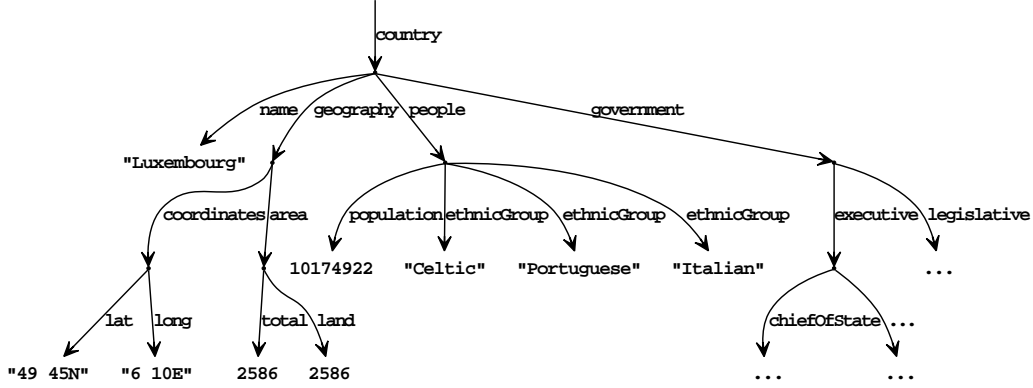 country
name geography people government
"Luxembourg"
coordinates area population ethnicGroup ethnicGroup ethnicGroup executive legislative
10174922 "Celtic" "Portuguese" "Italian" ...
lat long total land chiefOfState ...
"49 45N" "6 10E" 2586 2586 ... ...